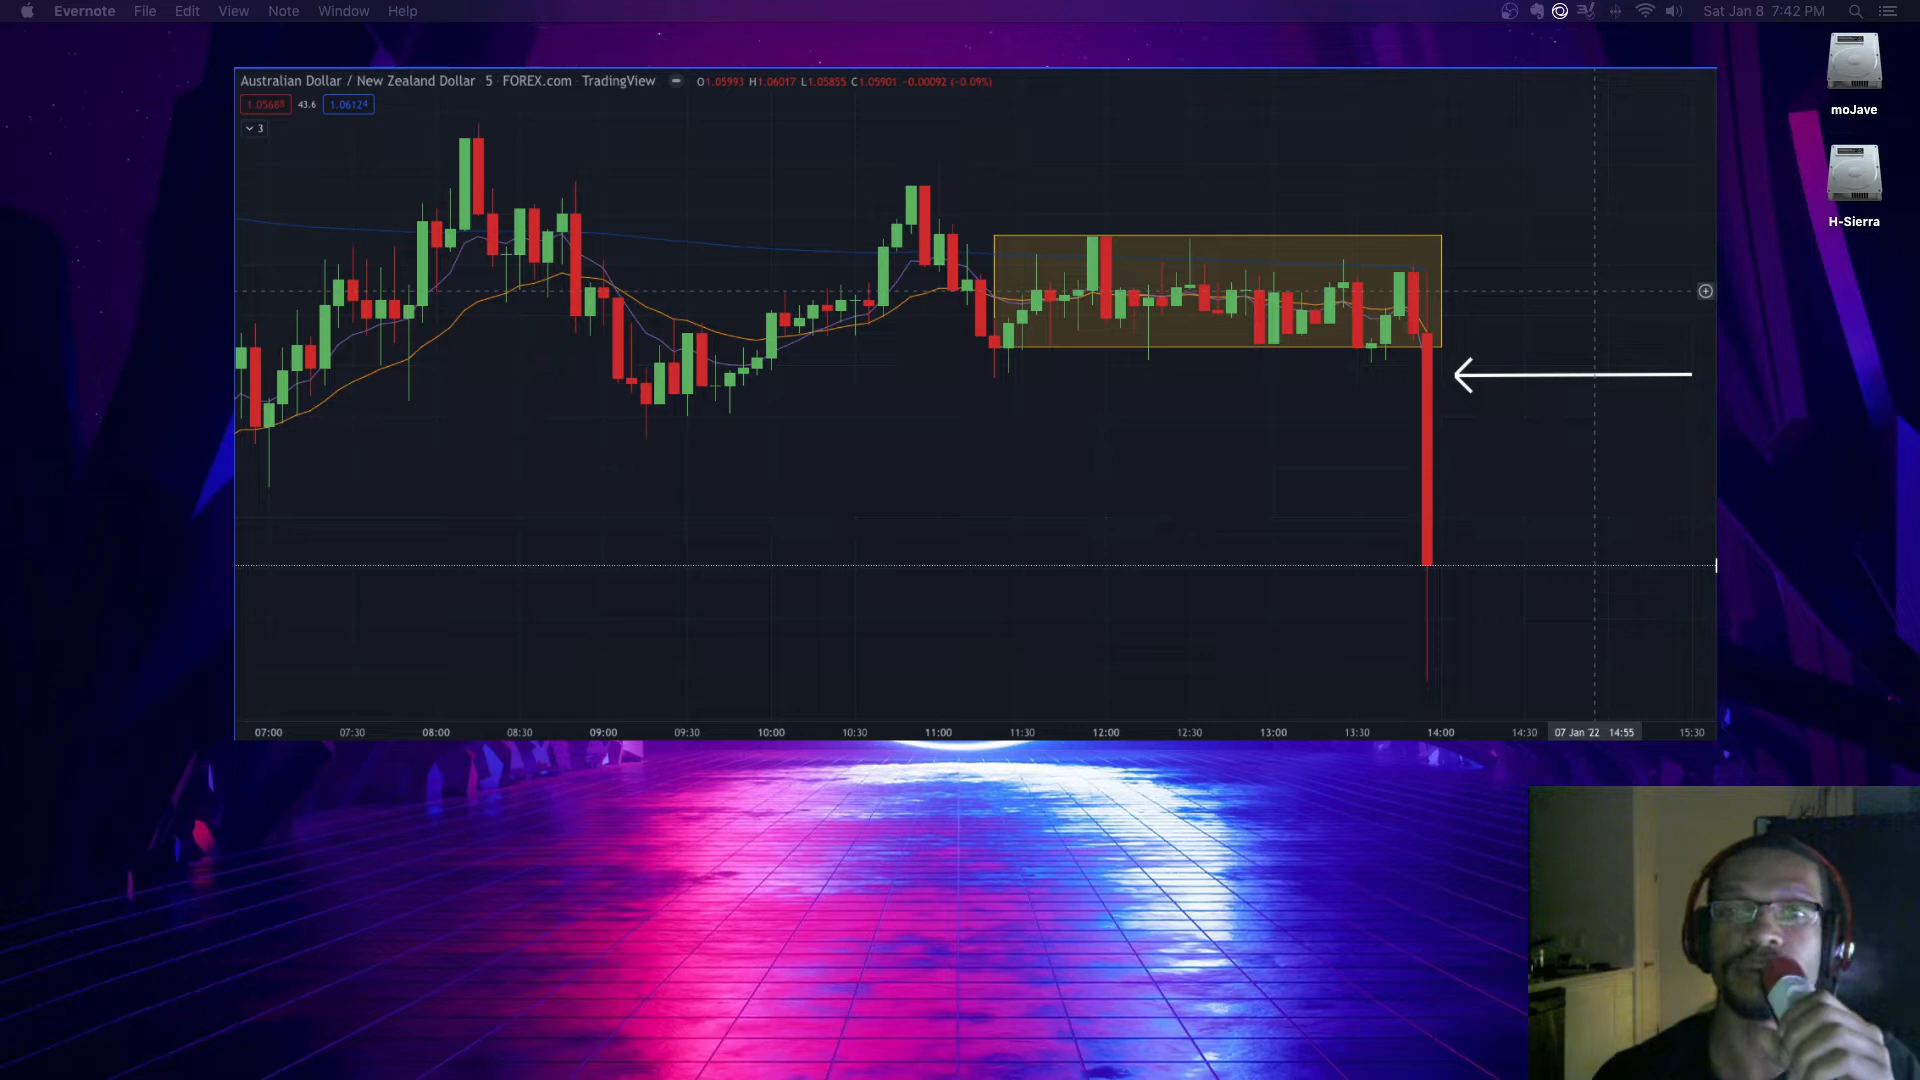 Evernote File Edit View Note Window Help Sat Jan 8 7:42 PM
Australian Dollar / New Zealand Dollar · 5 · FOREX.com · TradingView O1.05993 H1.06017 L1.05855 C1.05901 -0.00092 (-0.09%)
1.05688 43.6 1.06124
3
moJave
H-Sierra
07:00 07:30 08:00 08:30 09:00 09:30 10:00 10:30 11:00 11:30 12:00 12:30 13:00 13:30 14:00 14:30 07 Jan '22 14:55 15:30